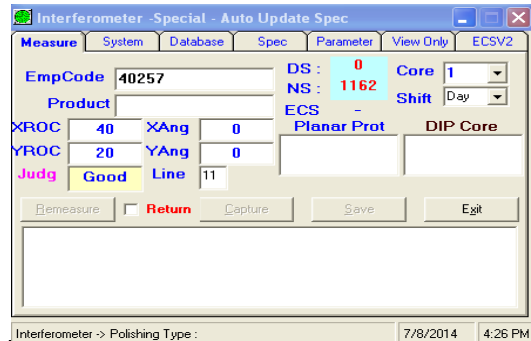 Interferometer -Special - Auto Update Spec
Measure System Database Spec Parameter View Only ECSV2
EmpCode 40257 DS : 0 Core 1
Product NS : 1162 Shift Day
ECS -
XROC 40 XAng 0 Planar Prot DIP Core
YROC 20 YAng 0
Judg Good Line 11
Remeasure Return Capture Save Exit
Interferometer -> Polishing Type : 7/8/2014 4:26 PM